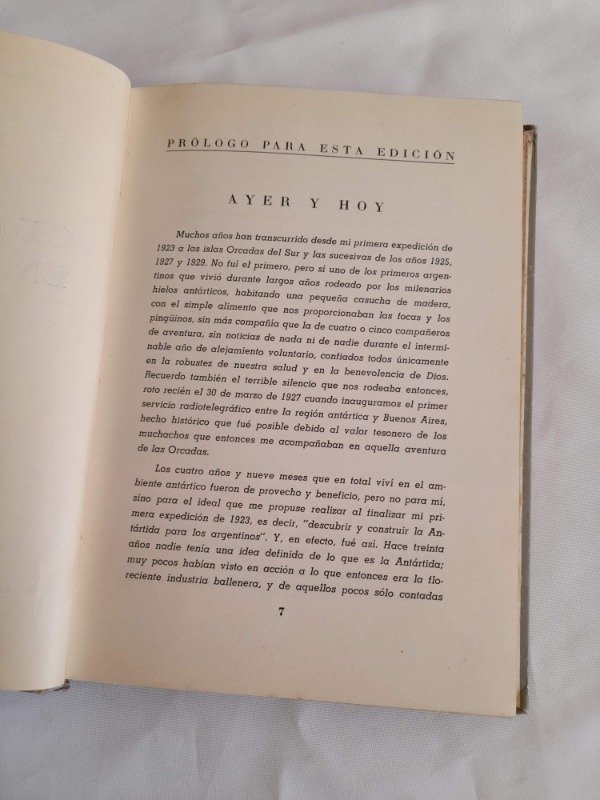 PRÓLOGO PARA ESTA EDICIÓN
AYER Y HOY
Muchos años han transcurrido desde mi primera expedición de
1923 a las islas Orcadas del Sur y las sucesivas de los años 1925,
1927 y 1929. No fuí el primero, pero sí uno de los primeros argen-
tinos que vivió durante largos años rodeado por los milenarios
hielos antárticos, habitando una pequeña casucha de madera,
con el simple alimento que nos proporcionaban las focas y los
pingüinos, sin más compañía que la de cuatro o cinco compañeros
de aventura, sin noticias de nada ni de nadie durante el intermi-
nable año de alejamiento voluntario, confiados todos únicamente
en la robustez de nuestra salud y en la benevolencia de Dios.
Recuerdo también el terrible silencio que nos rodeaba entonces,
roto recién el 30 de marzo de 1927 cuando inauguramos el primer
servicio radiotelegráfico entre la región antártica y Buenos Aires,
hecho histórico que fué posible debido al valor tesonero de los
muchachos que entonces me acompañaban en aquella aventura
de las Orcadas.
Los cuatro años y nueve meses que en total viví en el am-
biente antártico fueron de provecho y beneficio, pero no para mí,
sino para el ideal que me propuse realizar al finalizar mi pri-
mera expedición de 1923, es decir, "descubrir y construir la An-
tártida para los argentinos". Y, en efecto, fué así. Hace treinta
años nadie tenía una idea definida de lo que es la Antártida;
muy pocos habían visto en acción a lo que entonces era la flo-
reciente industria ballenera, y de aquellos pocos sólo contadas
7